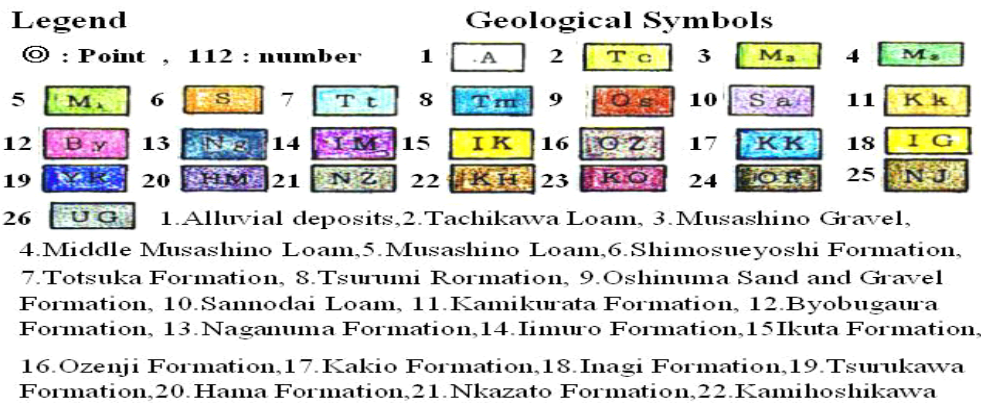 Legend Geological Symbols
◎ : Point , 112 : number 1 A 2 Tc 3 Ma 4 Ms
5 M 6 S 7 Tt 8 Tm 9 Os 10 Sa 11 Kk
12 By 13 Ng 14 IM 15 IK 16 OZ 17 KK 18 IG
19 YK 20 HM 21 NZ 22 KH 23 KO 24 OF 25 NJ
26 UG 1.Alluvial deposits,2.Tachikawa Loam, 3.Musashino Gravel,
4.Middle Musashino Loam,5.Musashino Loam,6.Shimosueyoshi Formation,
7.Totsuka Formation, 8.Tsurumi Rormation, 9.Oshinuma Sand and Gravel
Formation, 10.Sannodai Loam, 11.Kamikurata Formation, 12.Byobugaura
Formation, 13.Naganuma Formation,14.Iimuro Formation,15Ikuta Formation,
16.Ozenji Formation,17.Kakio Formation,18.Inagi Formation,19.Tsurukawa
Formation,20.Hama Formation,21.Nkazato Formation,22.Kamihoshikawa